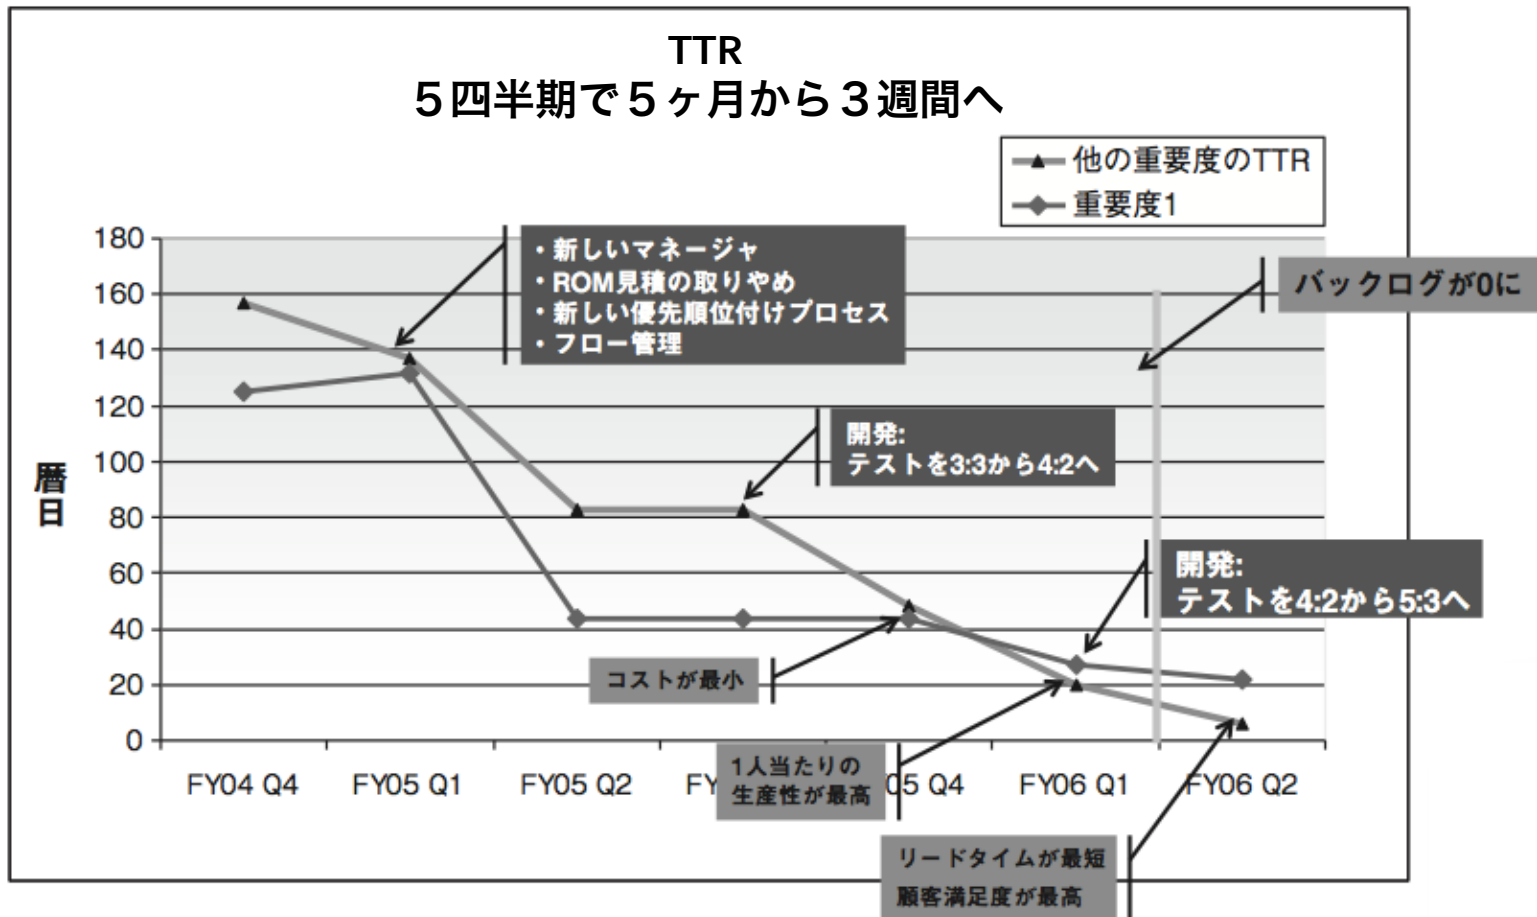 TTR
５四半期で５ヶ月から３週間へ
他の重要度のTTR
重要度1
・新しいマネージャ
・ROM見積の取りやめ
・新しい優先順位付けプロセス
・フロー管理
バックログが0に
開発:
テストを3:3から4:2へ
開発:
テストを4:2から5:3へ
コストが最小
1人当たりの
生産性が最高
リードタイムが最短
顧客満足度が最高
暦日
180
160
140
120
100
80
60
40
20
0
FY04 Q4
FY05 Q1
FY05 Q2
FY
05 Q4
FY06 Q1
FY06 Q2